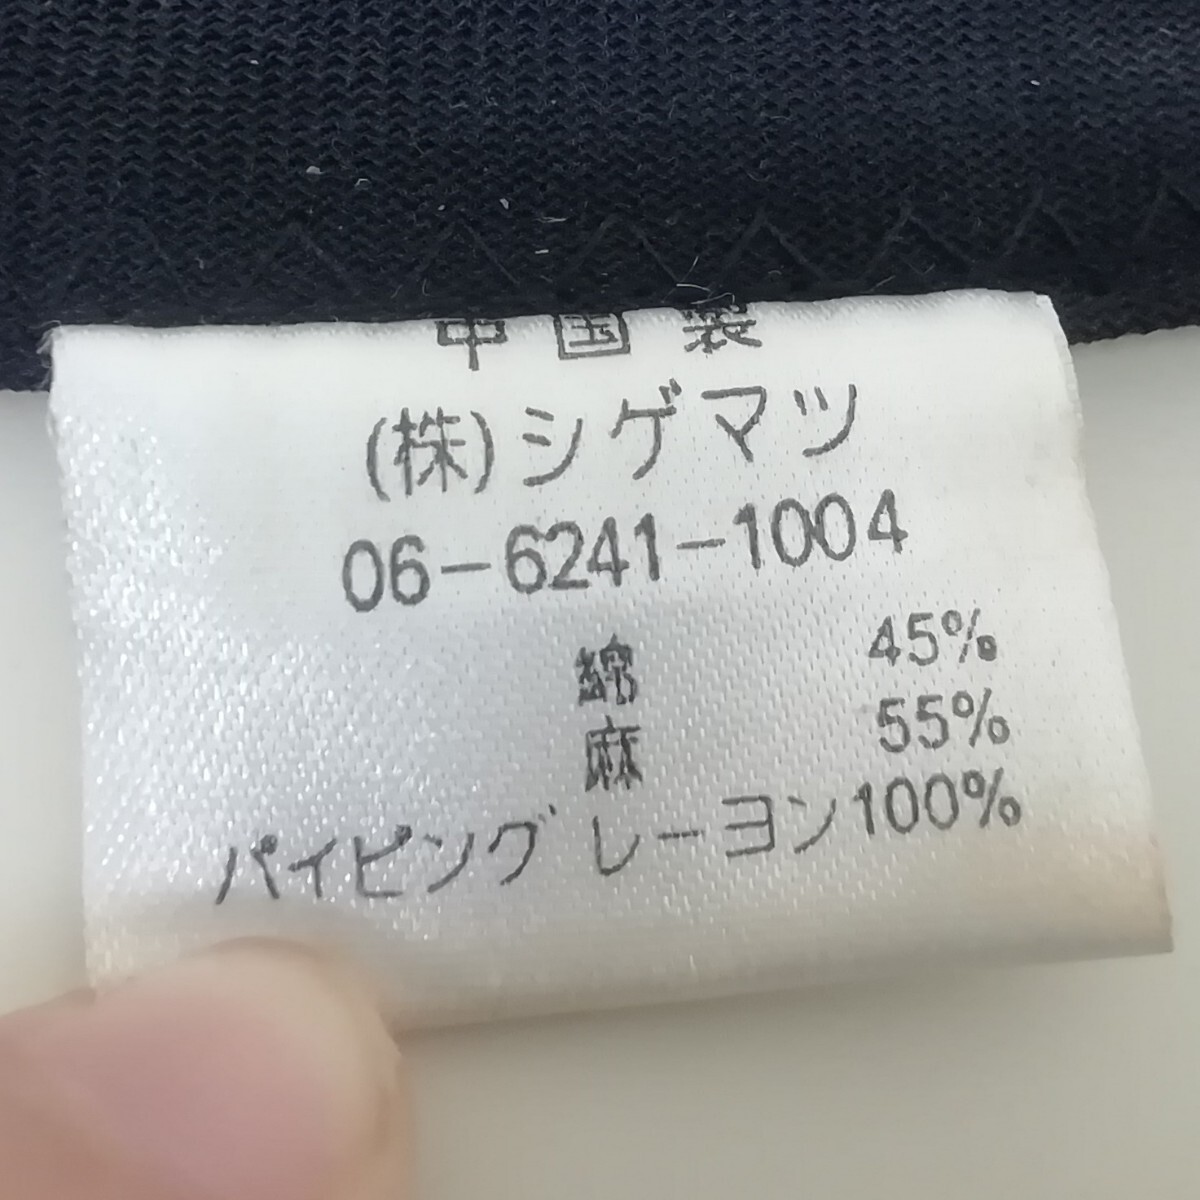 中国製
(株)シゲマツ
06-6241-1004
綿 45%
麻 55%
パイピング レーヨン100%